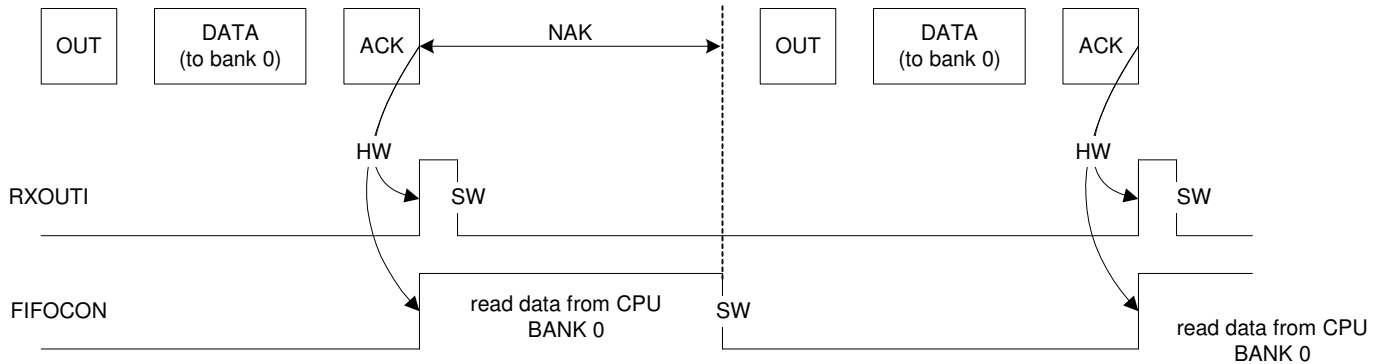 OUT
DATA
(to bank 0)
ACK
NAK
OUT
DATA
(to bank 0)
ACK
HW
HW
RXOUTI
SW
SW
FIFOCON
read data from CPU
BANK 0
SW
read data from CPU
BANK 0